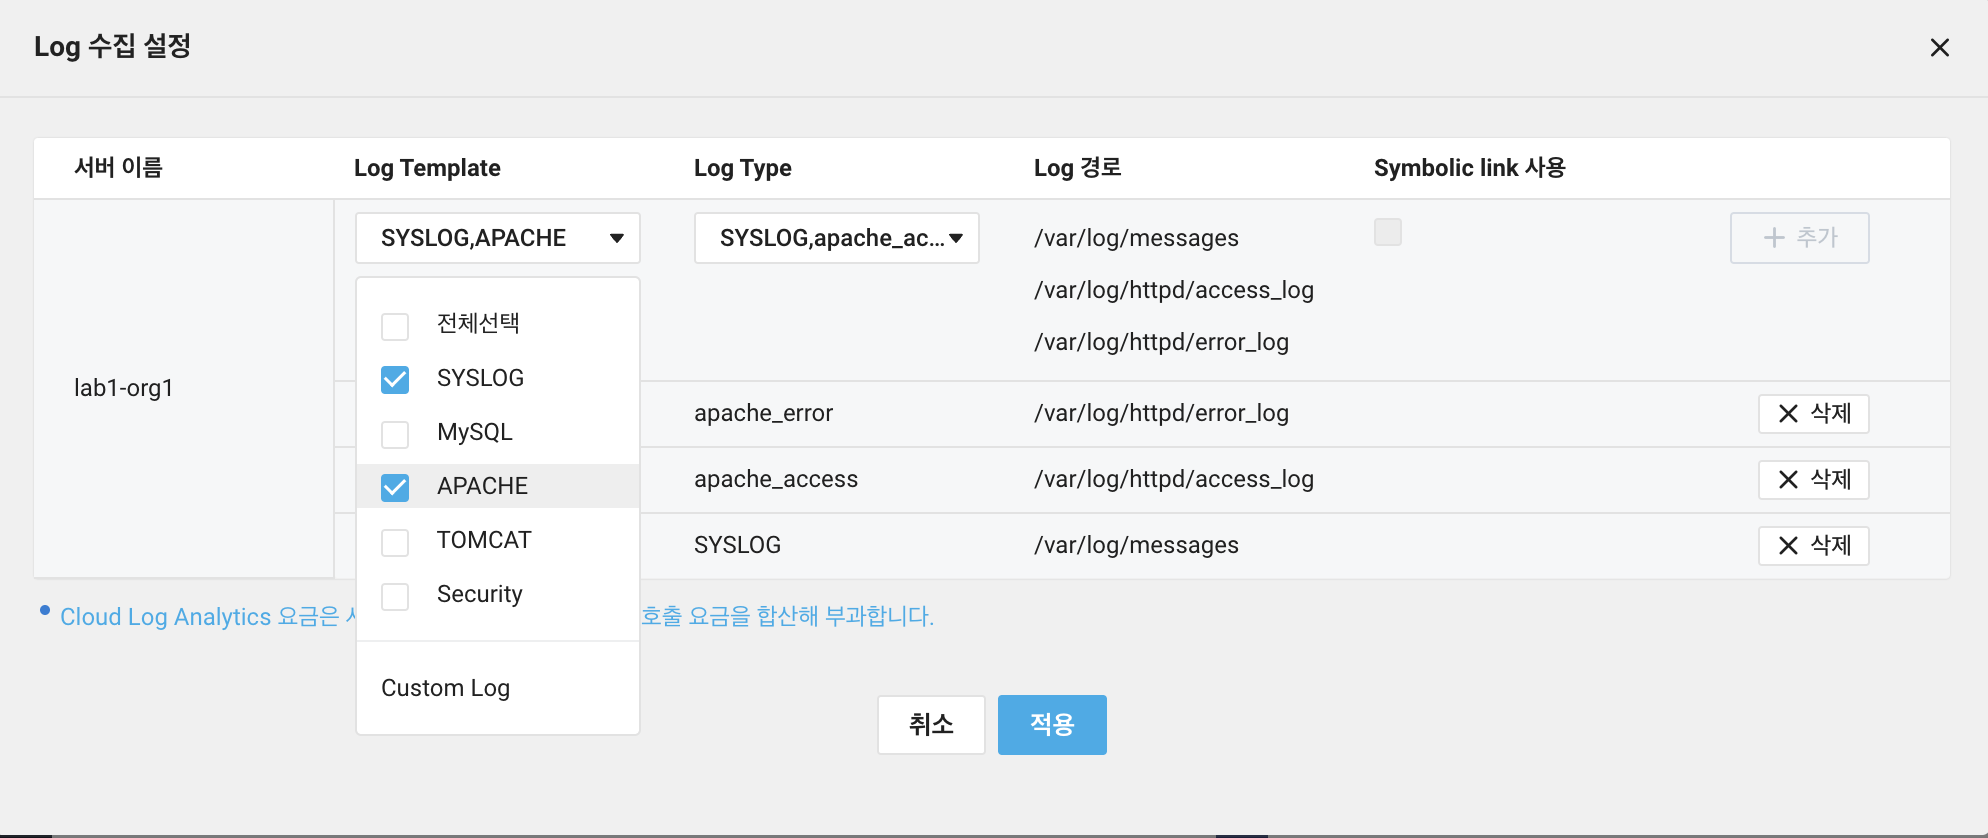 Log 수집 설정
서버 이름 Log Template Log Type Log 경로 Symbolic link 사용
lab1-org1
SYSLOG,APACHE SYSLOG,apache_ac... /var/log/messages 추가
/var/log/httpd/access_log
/var/log/httpd/error_log
전체선택
SYSLOG
MySQL
APACHE
TOMCAT
Security
Custom Log
apache_error /var/log/httpd/error_log 삭제
apache_access /var/log/httpd/access_log 삭제
SYSLOG /var/log/messages 삭제
Cloud Log Analytics 요금은 호출 요금을 합산해 부과합니다.
취소 적용